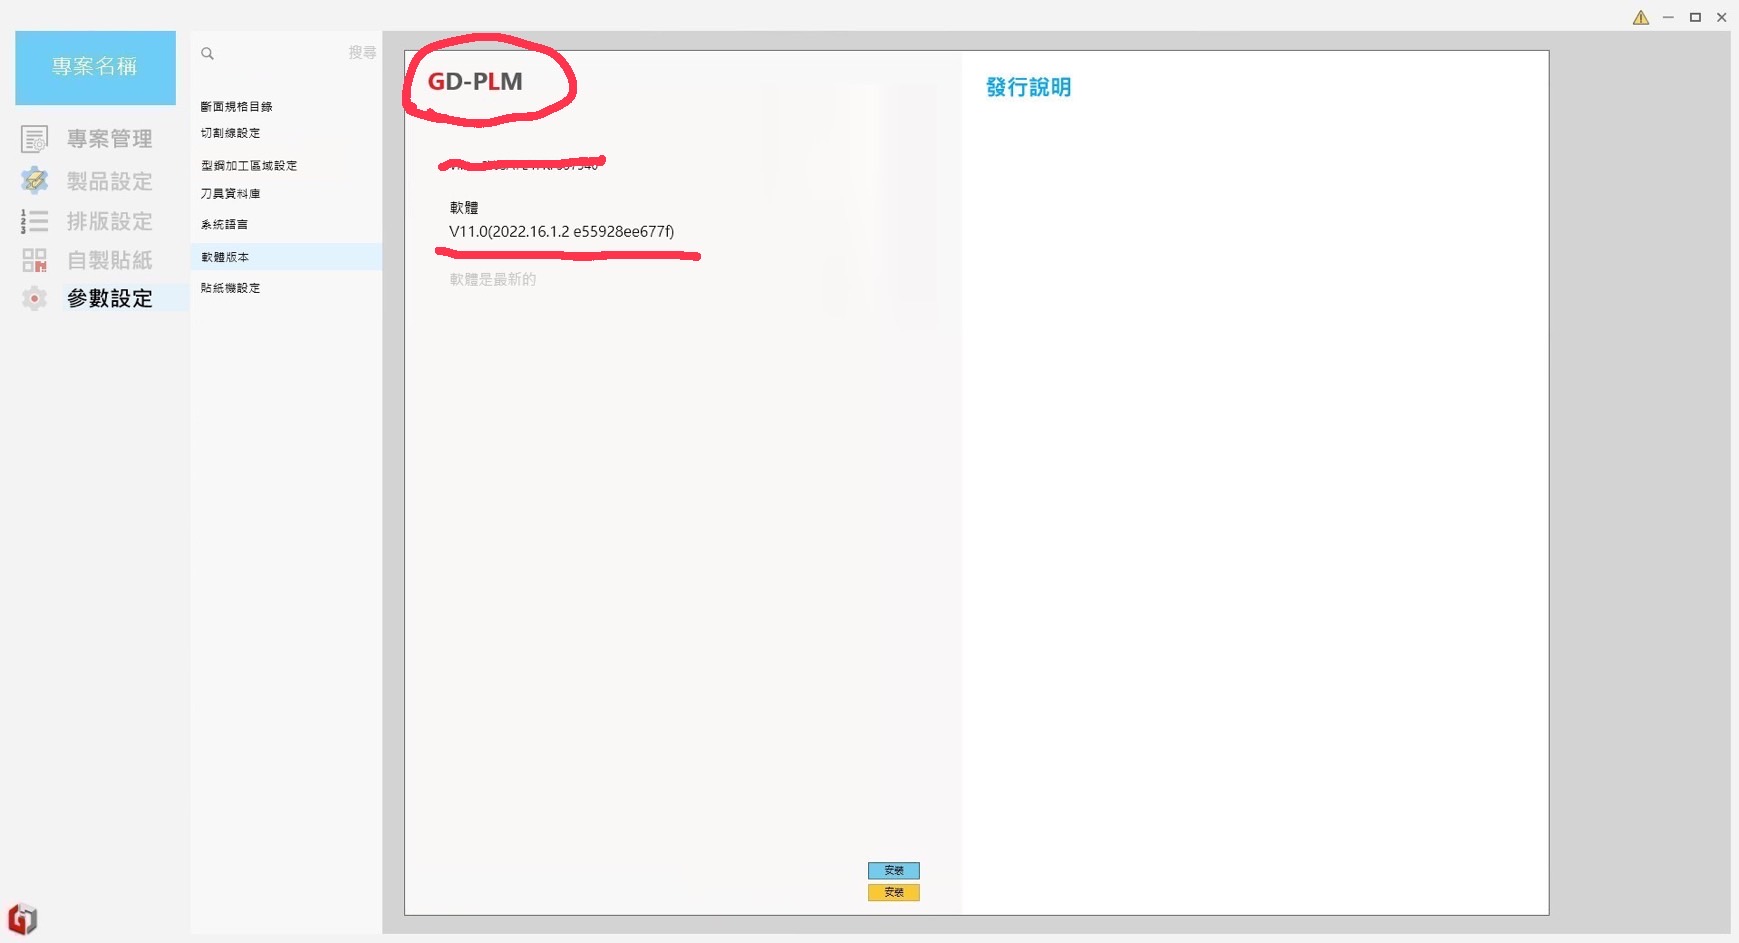 專案名稱
專案管理
製品設定
排版設定
自製貼紙
參數設定
搜尋
斷面規格目錄
切割線設定
型鋼加工區域設定
刀具資料庫
系統語言
軟體版本
貼紙機設定
GD-PLM
軟體
V11.0(2022.16.1.2 e55928ee677f)
軟體是最新的
安裝
安裝
發行說明